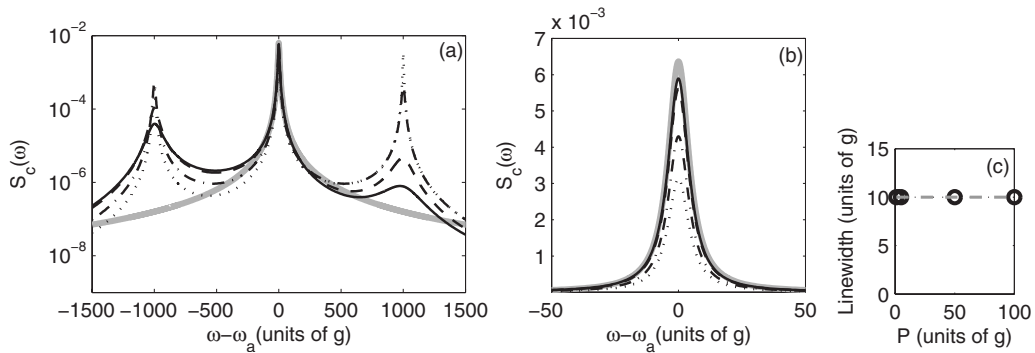 (a)
S_c(ω)
10^−2
10^−4
10^−6
10^−8
−1500 −1000 −500 0 500 1000 1500
ω−ω_a(units of g)
x 10^−3
(b)
S_c(ω)
7
6
5
4
3
2
1
−50 0 50
ω−ω_a(units of g)
(c)
Linewidth (units of g)
15
10
5
0
0 50 100
P (units of g)